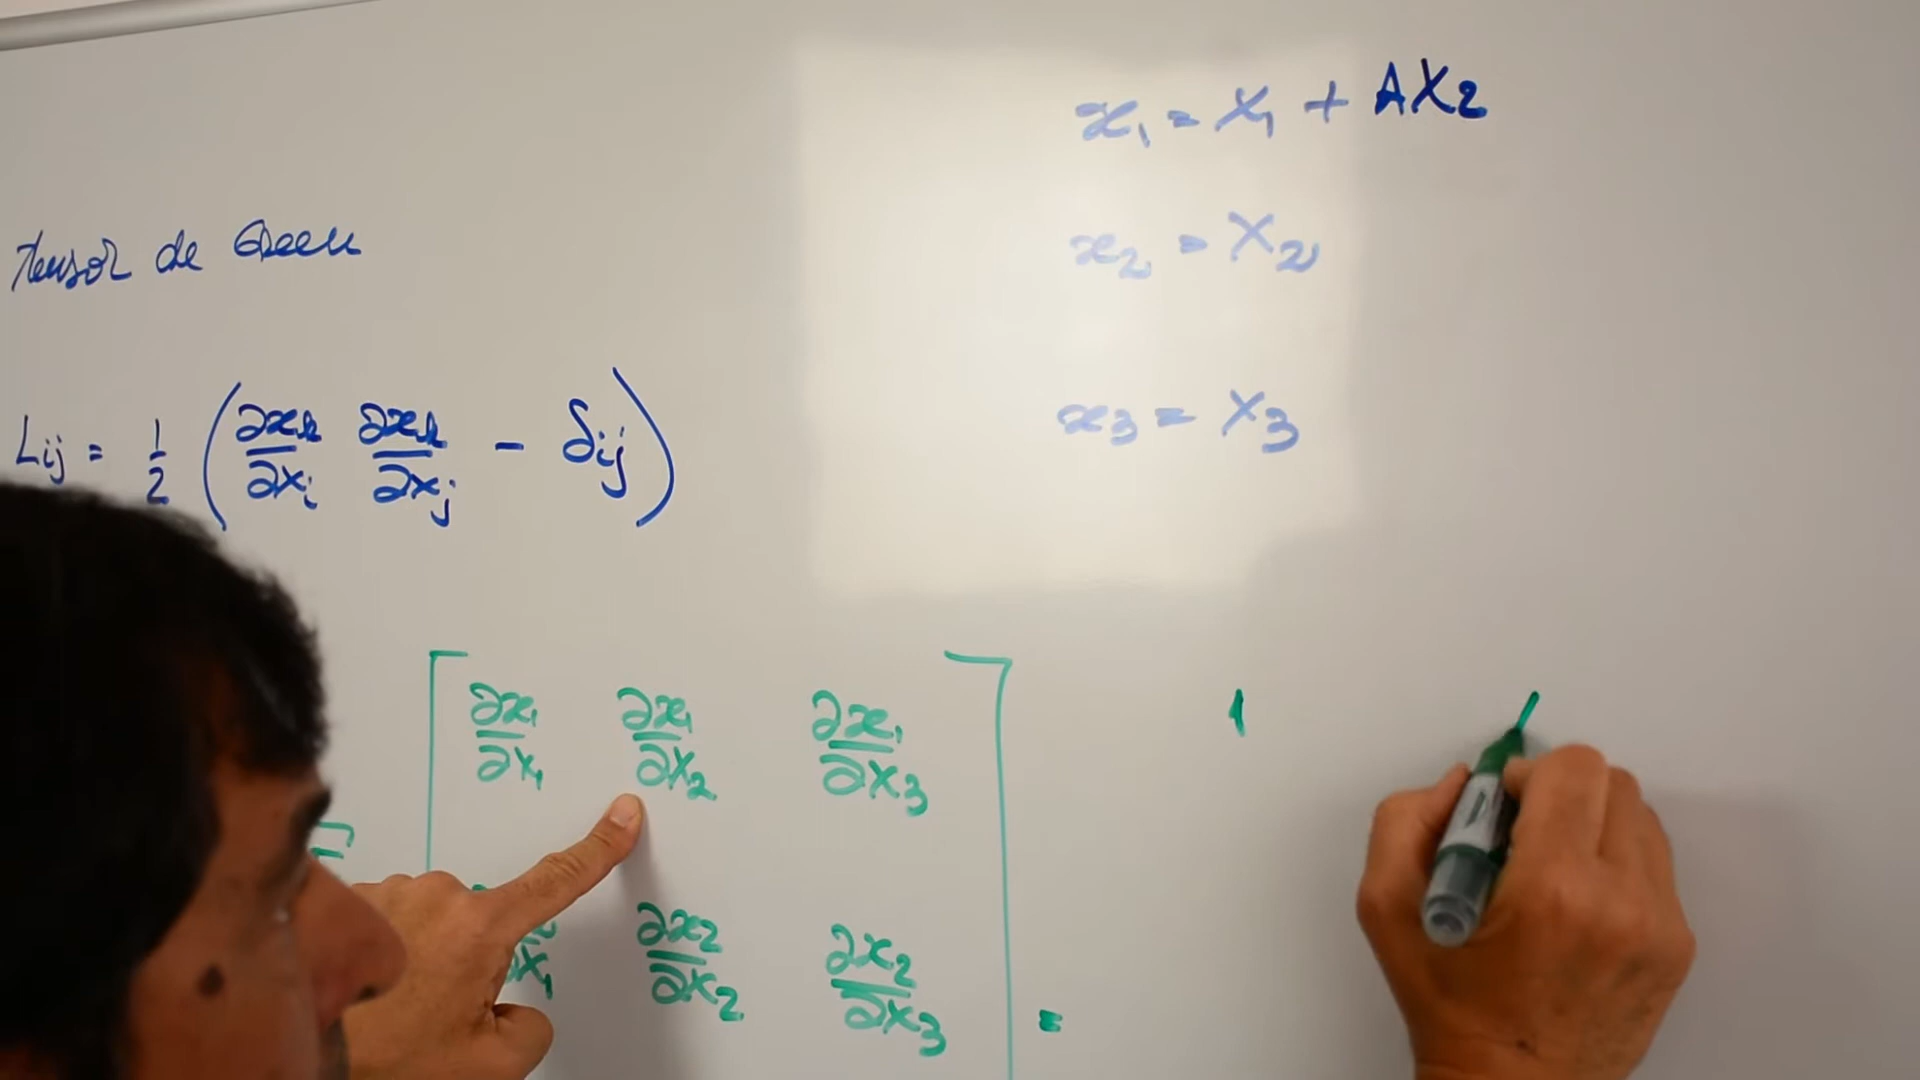 x₁ = X₁ + AX₂
x₂ = X₂
x₃ = X₃
tensor de Green
Lij = 1/2 (∂xk/∂Xi ∂xk/∂Xj - δij)
[∂x₁/∂X₁ ∂x₁/∂X₂ ∂x₁/∂X₃] 1
∂x₂/∂X₂ ∂x₂/∂X₃ =